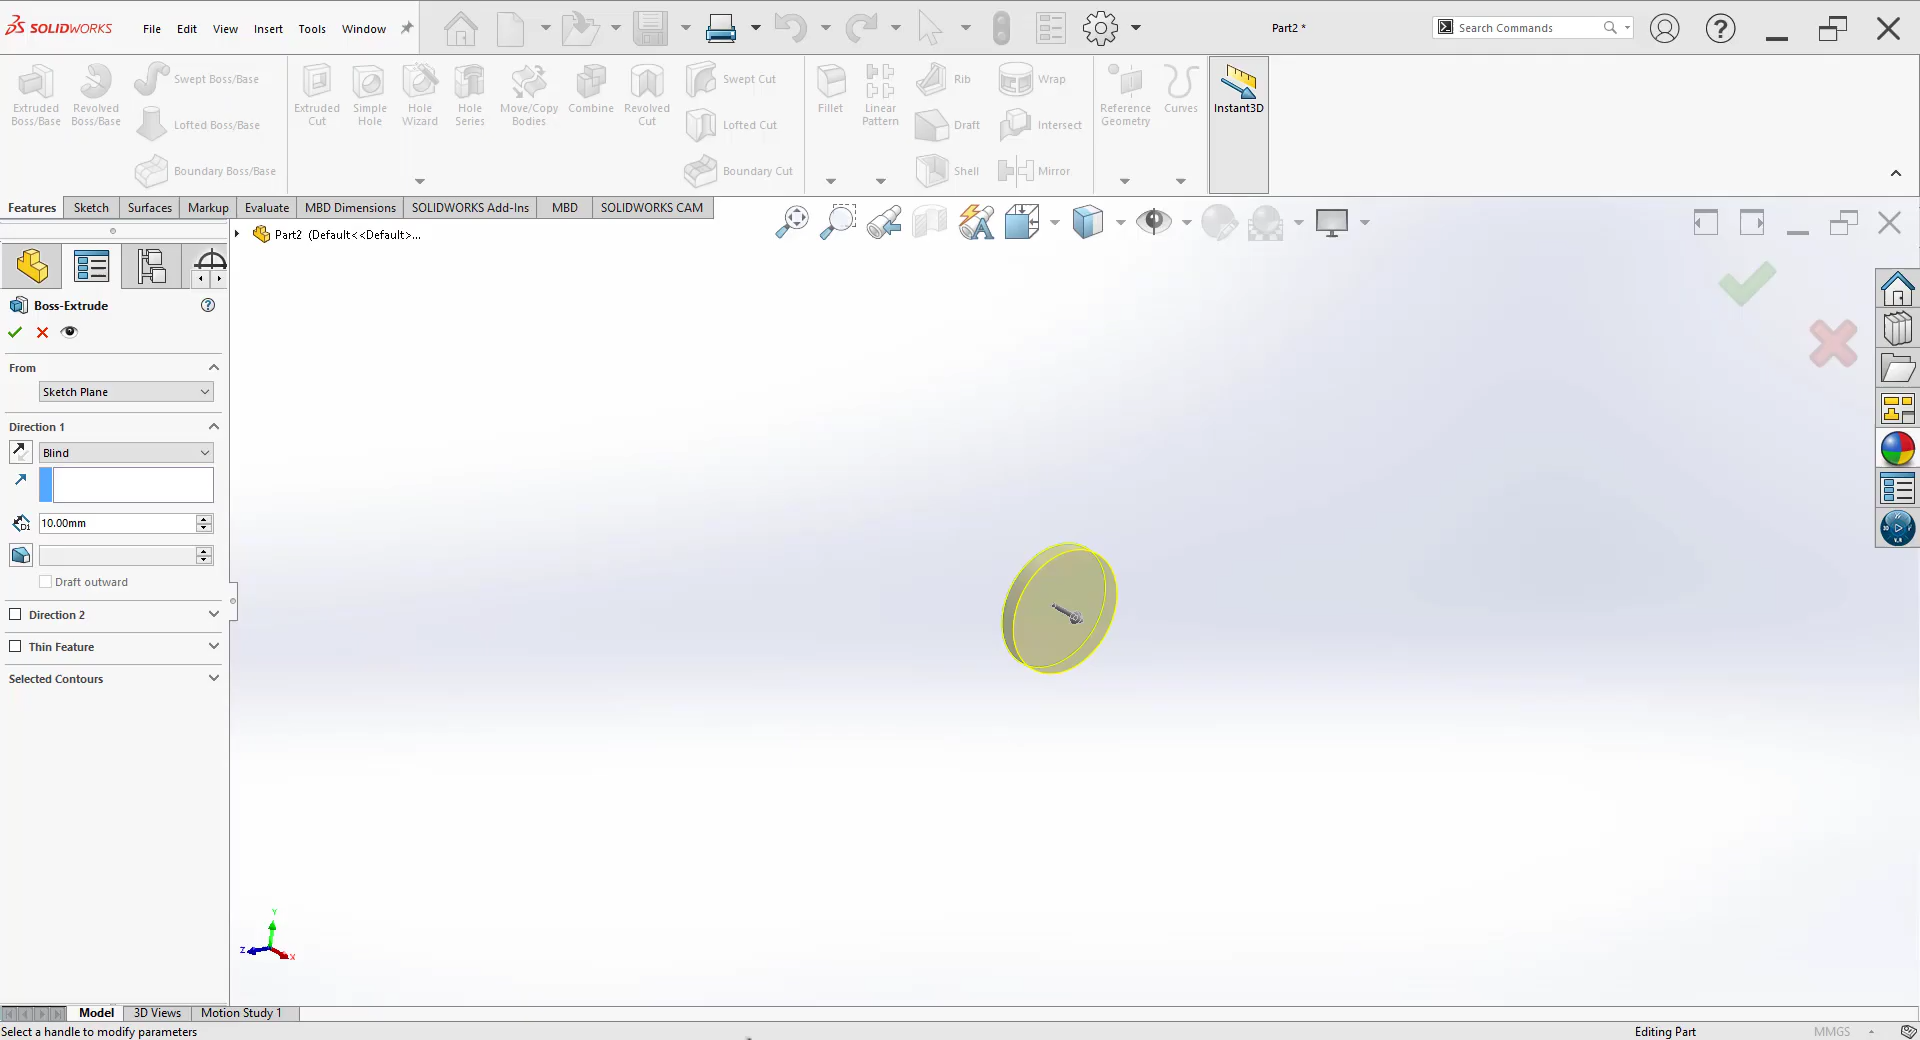 SOLIDWORKS
File Edit View Insert Tools Window
Part2 *
Search Commands
Extruded Boss/Base
Revolved Boss/Base
Swept Boss/Base
Lofted Boss/Base
Boundary Boss/Base
Extruded Cut
Simple Hole
Hole Wizard
Hole Series
Move/Copy Bodies
Combine
Revolved Cut
Swept Cut
Lofted Cut
Boundary Cut
Fillet
Linear Pattern
Rib
Draft
Shell
Wrap
Intersect
Mirror
Reference Geometry
Curves
Instant3D
Features Sketch Surfaces Markup Evaluate MBD Dimensions SOLIDWORKS Add-Ins MBD SOLIDWORKS CAM
Part2 (Default<<Default>...
Boss-Extrude
From
Sketch Plane
Direction 1
Blind
D1
10.00mm
Draft outward
Direction 2
Thin Feature
Selected Contours
Y
Z
X
Model 3D Views Motion Study 1
Select a handle to modify parameters
Editing Part
MMGS